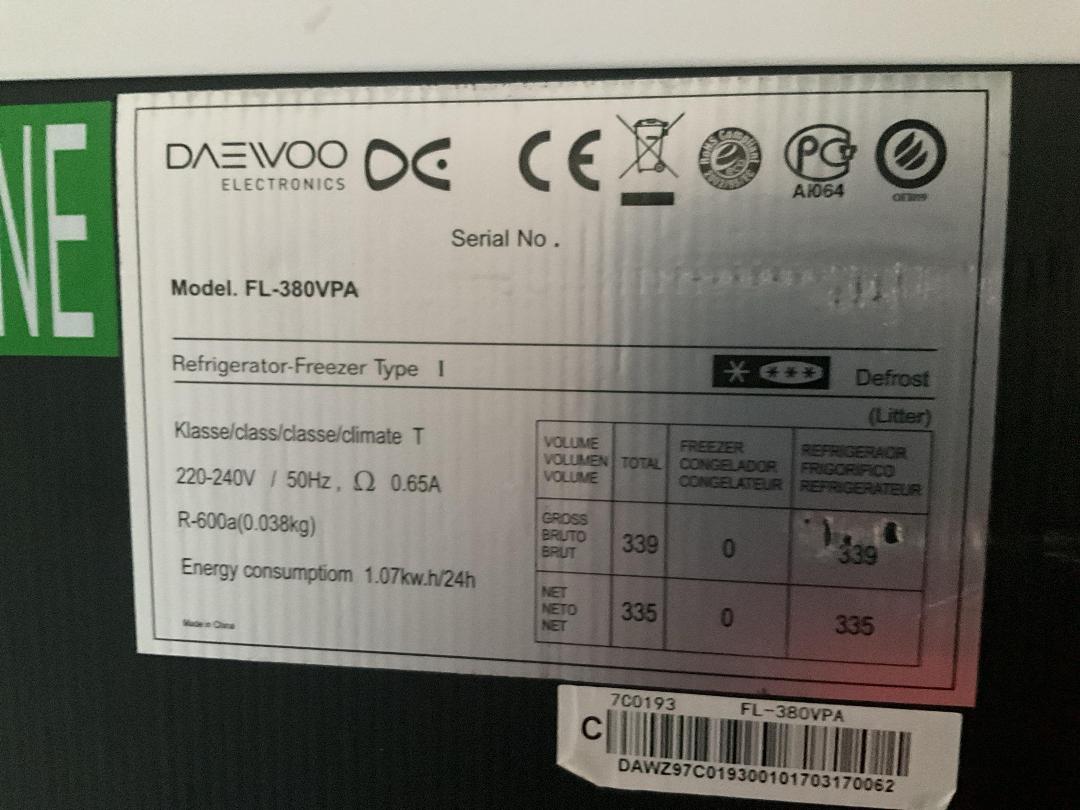 NE
DAEWOO
ELECTRONICS
CE
RoHS Compliant
PC
AI064
Serial No .
Model. FL-380VPA
Refrigerator-Freezer Type I
*  *** Defrost
(Litter)
Klasse/class/classe/climate T
220-240V / 50Hz , Ω 0.65A
R-600a(0.038kg)
Energy consumptiom 1.07kw.h/24h
Made in China
VOLUME
VOLUMEN
VOLUME
TOTAL
FREEZER
CONGELADOR
CONGELATEUR
REFRIGERAOR
FRIGORIFICO
REFRIGERATEUR
GROSS
BRUTO
BRUT
339
0
339
NET
NETO
NET
335
0
335
7C0193 FL-380VPA
C
DAWZ97C019300101703170062